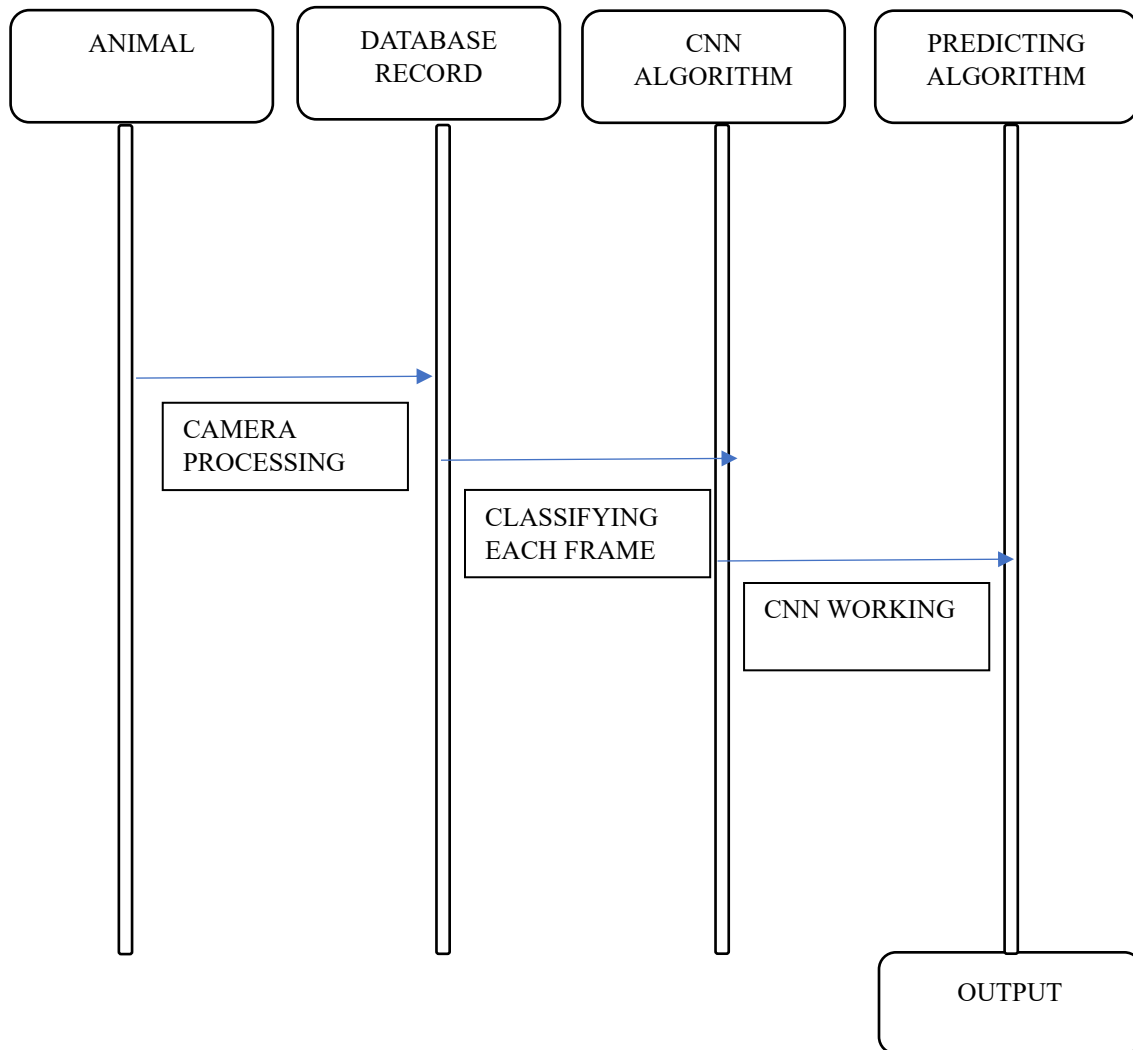 ANIMAL
DATABASE
RECORD
CNN
ALGORITHM
PREDICTING
ALGORITHM
CAMERA
PROCESSING
CLASSIFYING
EACH FRAME
CNN WORKING
OUTPUT